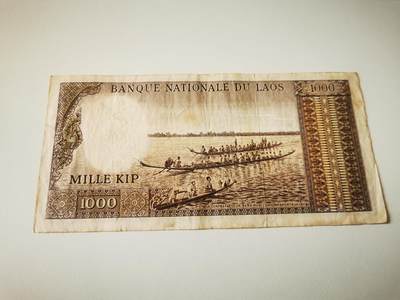 BANQUE NATIONALE DU LAOS
1000
MILLE KIP
1000